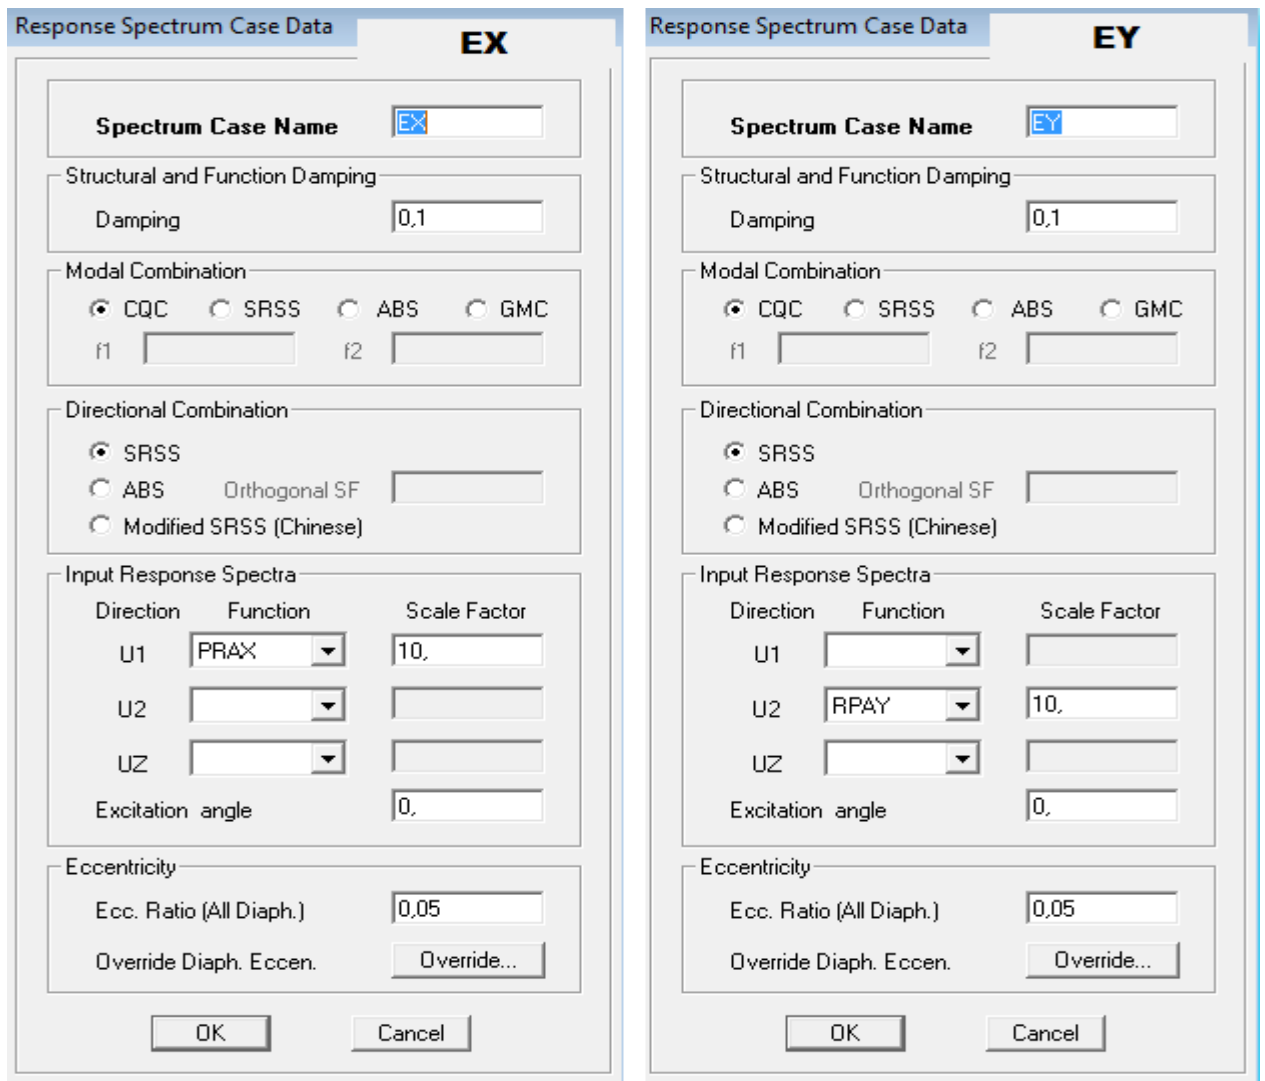 Response Spectrum Case Data
EX
Spectrum Case Name EX
Structural and Function Damping
Damping 0,1
Modal Combination
CQC SRSS ABS GMC
f1 f2
Directional Combination
SRSS
ABS Orthogonal SF
Modified SRSS (Chinese)
Input Response Spectra
Direction Function Scale Factor
U1 PRAX 10,
U2
UZ
Excitation angle 0,
Eccentricity
Ecc. Ratio (All Diaph.) 0,05
Override Diaph. Eccen. Override...
OK Cancel
Response Spectrum Case Data
EY
Spectrum Case Name EY
Structural and Function Damping
Damping 0,1
Modal Combination
CQC SRSS ABS GMC
f1 f2
Directional Combination
SRSS
ABS Orthogonal SF
Modified SRSS (Chinese)
Input Response Spectra
Direction Function Scale Factor
U1
U2 RPAY 10,
UZ
Excitation angle 0,
Eccentricity
Ecc. Ratio (All Diaph.) 0,05
Override Diaph. Eccen. Override...
OK Cancel